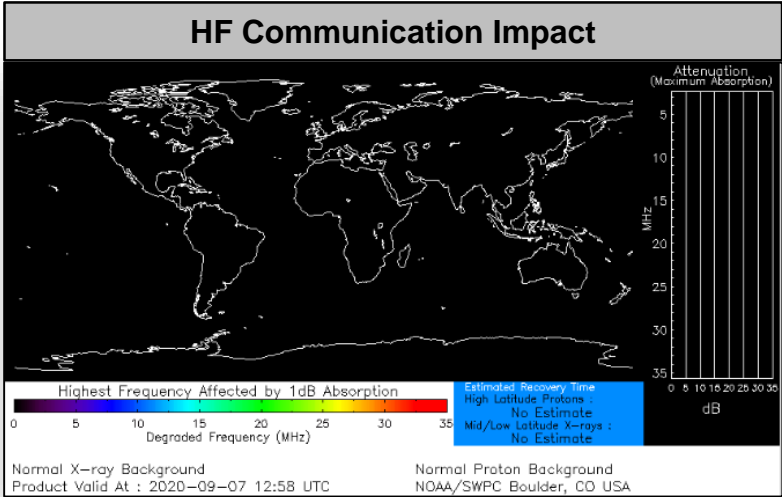 HF Communication Impact
Attenuation
(Maximum Absorption)
5
10
15
20
25
30
35
MHz
0 5 10 15 20 25 30 35
dB
Highest Frequency Affected by 1dB Absorption
0 5 10 15 20 25 30 35
Degraded Frequency (MHz)
Estimated Recovery Time
High Latitude Protons :
No Estimate
Mid/Low Latitude X-rays :
No Estimate
Normal X-ray Background
Normal Proton Background
Product Valid At : 2020-09-07 12:58 UTC
NOAA/SWPC Boulder, CO USA